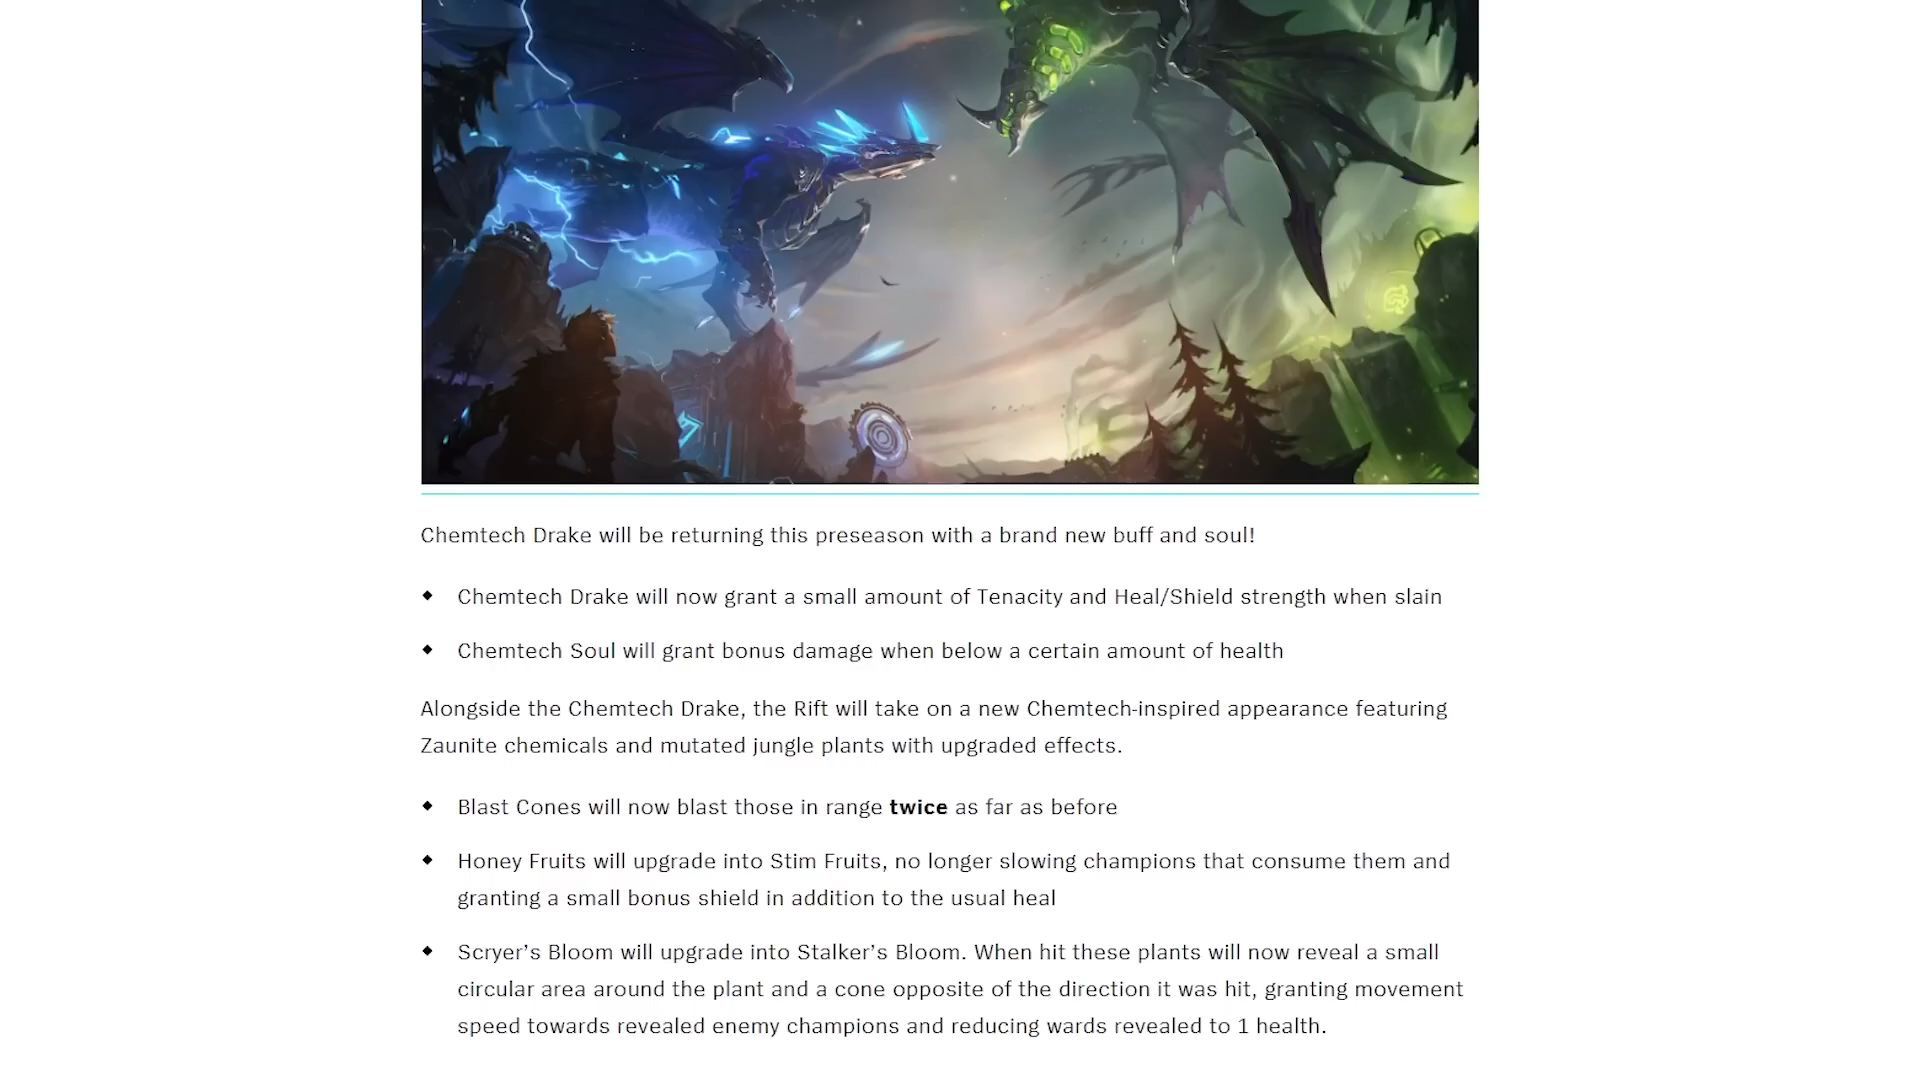 Chemtech Drake will be returning this preseason with a brand new buff and soul!
Chemtech Drake will now grant a small amount of Tenacity and Heal/Shield strength when slain
Chemtech Soul will grant bonus damage when below a certain amount of health
Alongside the Chemtech Drake, the Rift will take on a new Chemtech-inspired appearance featuring
Zaunite chemicals and mutated jungle plants with upgraded effects.
Blast Cones will now blast those in range twice as far as before
Honey Fruits will upgrade into Stim Fruits, no longer slowing champions that consume them and
granting a small bonus shield in addition to the usual heal
Scryer’s Bloom will upgrade into Stalker’s Bloom. When hit these plants will now reveal a small
circular area around the plant and a cone opposite of the direction it was hit, granting movement
speed towards revealed enemy champions and reducing wards revealed to 1 health.